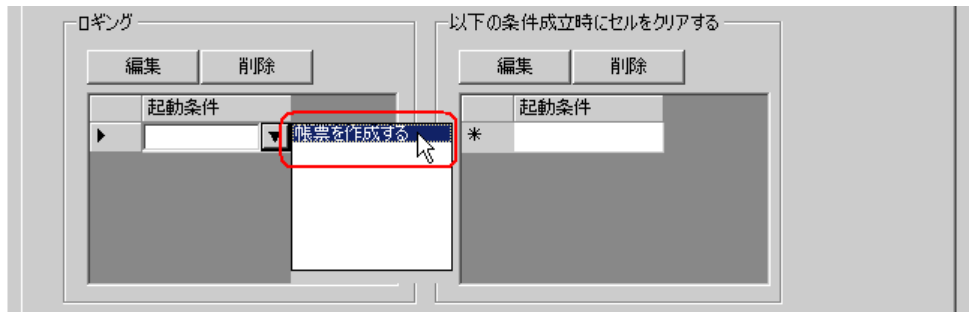 ロギング
以下の条件成立時にセルをクリアする
編集
削除
編集
削除
起動条件
起動条件
帳票を作成する
*